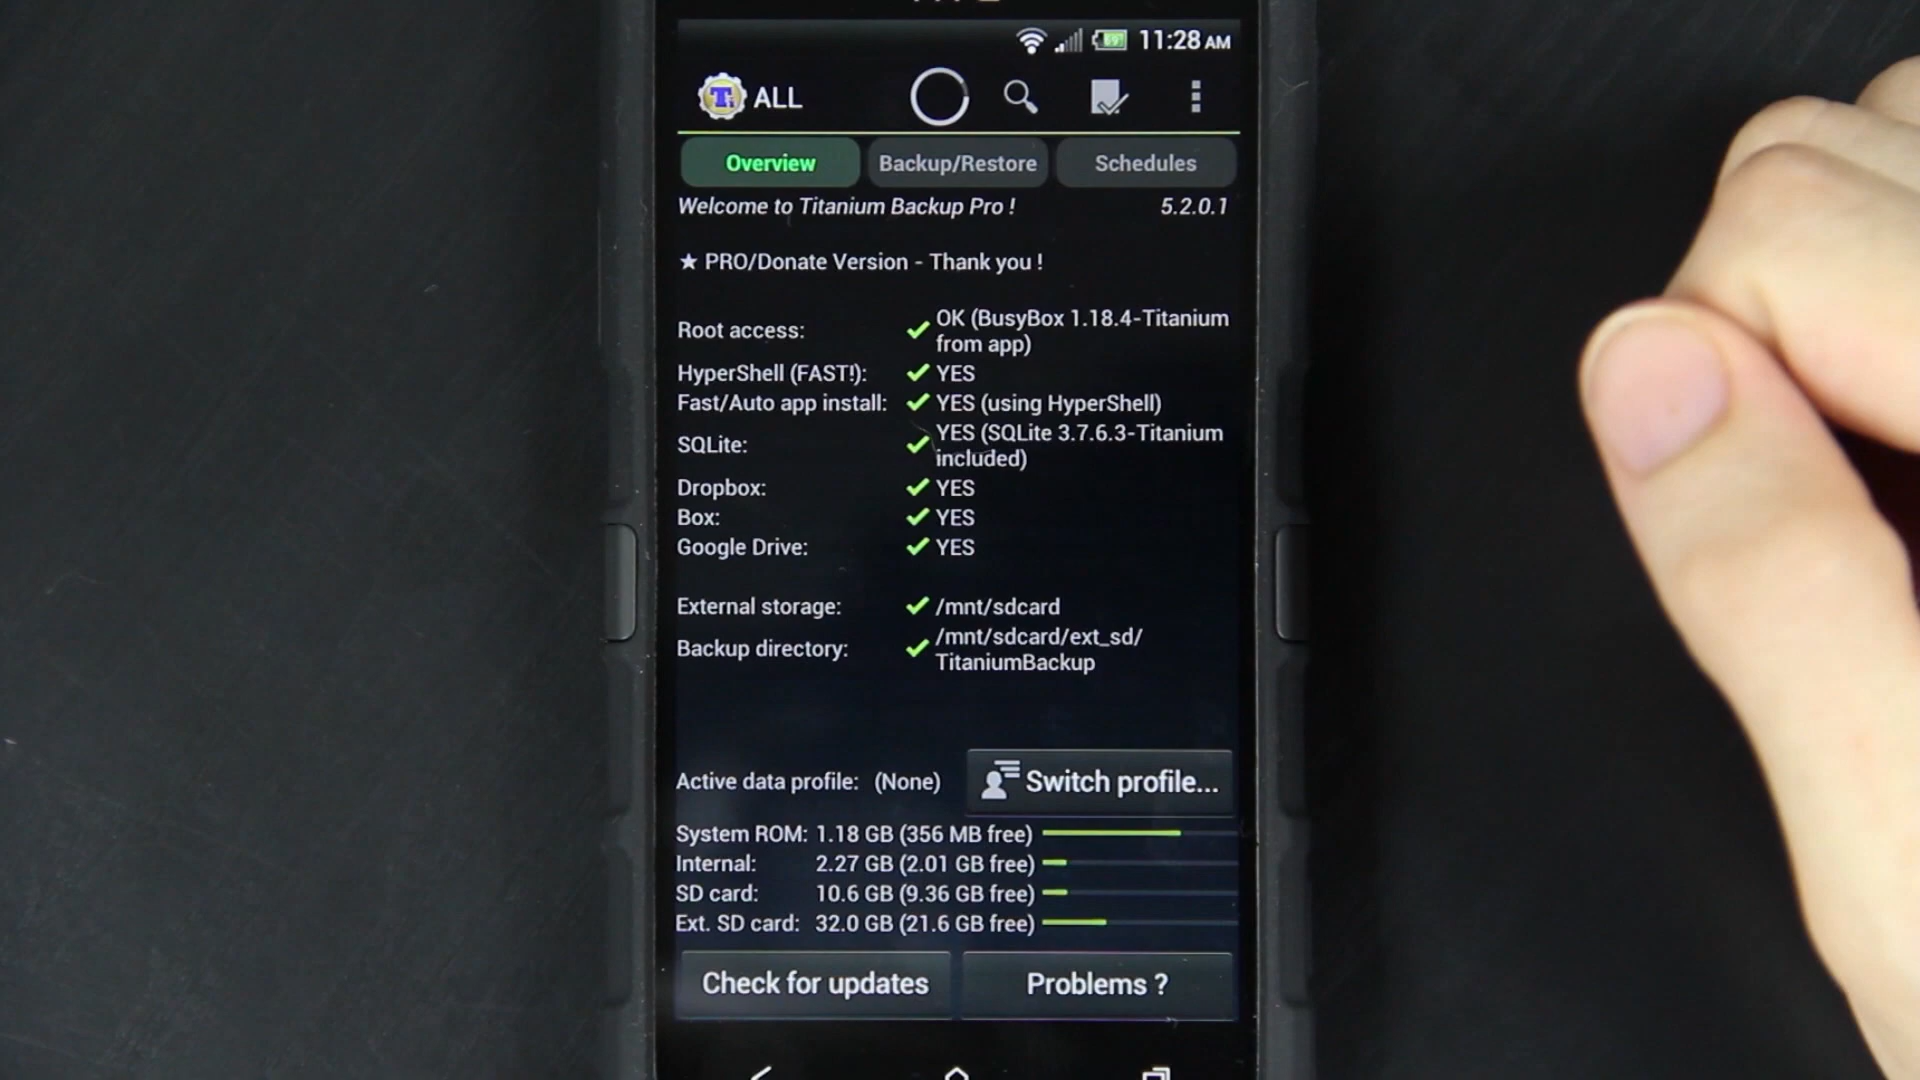 11:28 AM
ALL
Overview Backup/Restore Schedules
Welcome to Titanium Backup Pro ! 5.2.0.1
★ PRO/Donate Version - Thank you !
Root access: OK (BusyBox 1.18.4-Titanium
from app)
HyperShell (FAST!): YES
Fast/Auto app install: YES (using HyperShell)
SQLite: YES (SQLite 3.7.6.3-Titanium
included)
Dropbox: YES
Box: YES
Google Drive: YES
External storage: /mnt/sdcard
Backup directory: /mnt/sdcard/ext_sd/
TitaniumBackup
Active data profile: (None) Switch profile...
System ROM: 1.18 GB (356 MB free)
Internal: 2.27 GB (2.01 GB free)
SD card: 10.6 GB (9.36 GB free)
Ext. SD card: 32.0 GB (21.6 GB free)
Check for updates Problems ?